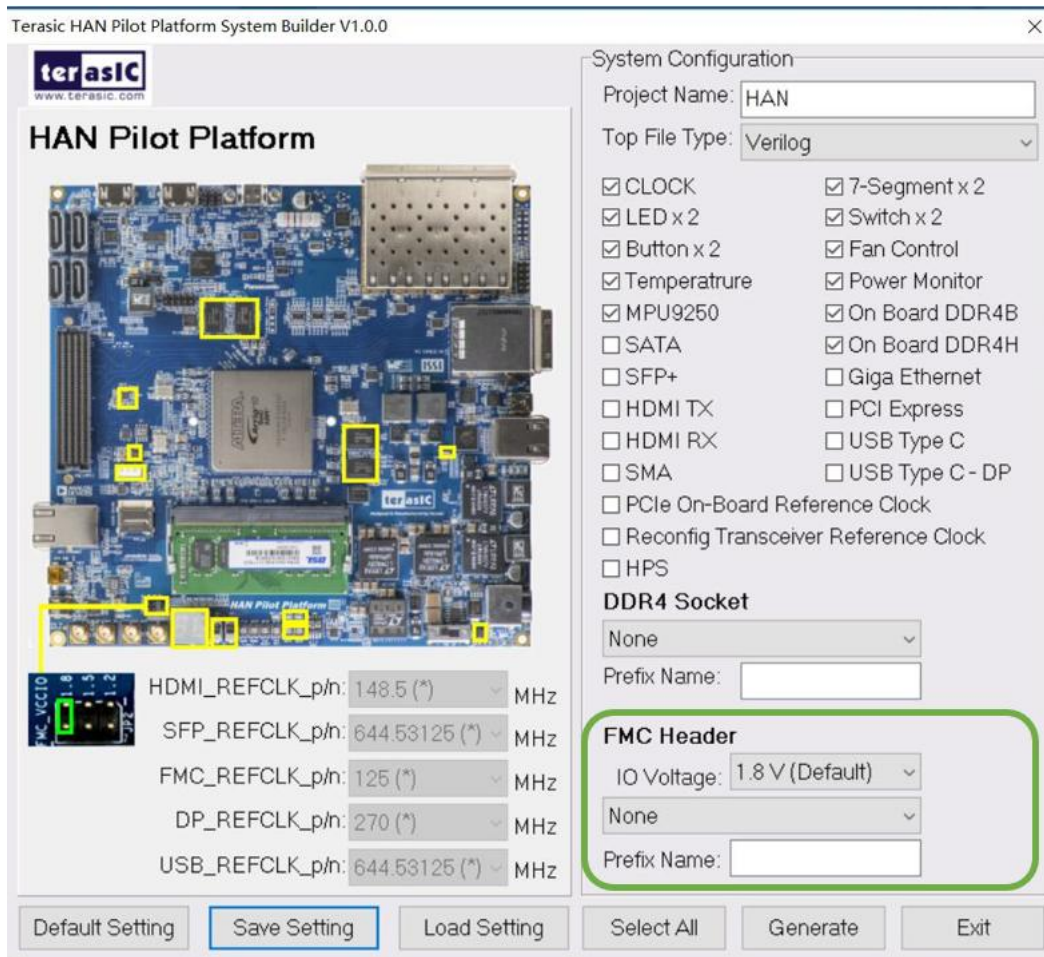 Terasic HAN Pilot Platform System Builder V1.0.0
terasIC
www.terasic.com
HAN Pilot Platform
HAN Pilot Platform
terasIC
FMC_VCCIO
1.8
1.5
1.2
JP2
HDMI_REFCLK_p/n: 148.5 (*) MHz
SFP_REFCLK_p/n: 644.53125 (*) MHz
FMC_REFCLK_p/n: 125 (*) MHz
DP_REFCLK_p/n: 270 (*) MHz
USB_REFCLK_p/n: 644.53125 (*) MHz
System Configuration
Project Name: HAN
Top File Type: Verilog
CLOCK 7-Segment x 2
LED x 2 Switch x 2
Button x 2 Fan Control
Temperatrure Power Monitor
MPU9250 On Board DDR4B
SATA On Board DDR4H
SFP+ Giga Ethernet
HDMI TX PCI Express
HDMI RX USB Type C
SMA USB Type C - DP
PCIe On-Board Reference Clock
Reconfig Transceiver Reference Clock
HPS
DDR4 Socket
None
Prefix Name:
FMC Header
IO Voltage: 1.8 V (Default)
None
Prefix Name:
Default Setting Save Setting Load Setting Select All Generate Exit